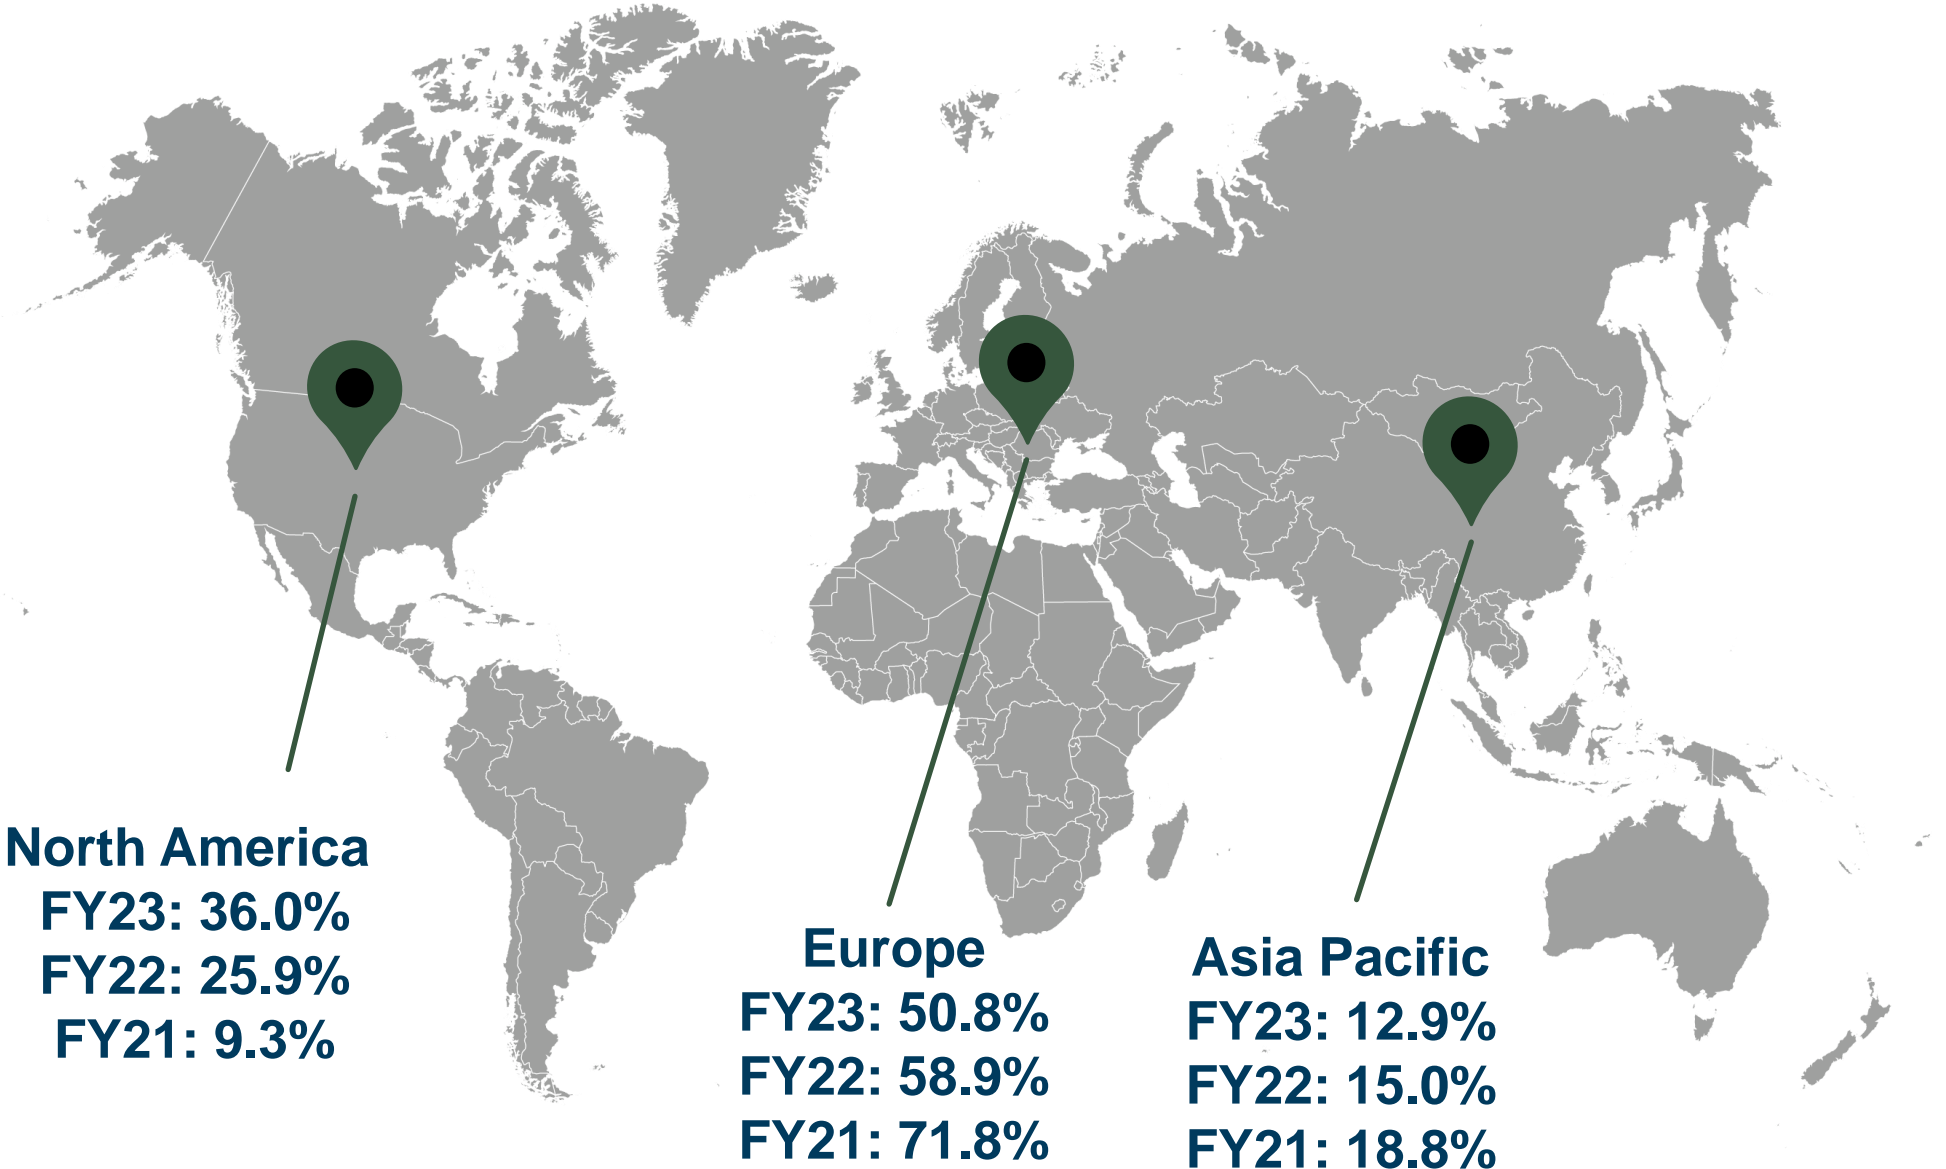 North America
FY23: 36.0%
FY22: 25.9%
FY21: 9.3%
Europe
FY23: 50.8%
FY22: 58.9%
FY21: 71.8%
Asia Pacific
FY23: 12.9%
FY22: 15.0%
FY21: 18.8%